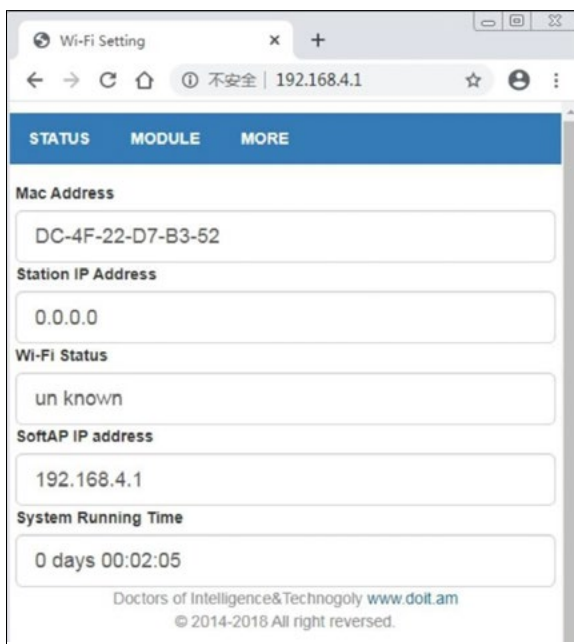 Wi-Fi Setting
不安全 | 192.168.4.1
STATUS MODULE MORE
Mac Address
DC-4F-22-D7-B3-52
Station IP Address
0.0.0.0
Wi-Fi Status
un known
SoftAP IP address
192.168.4.1
System Running Time
0 days 00:02:05
Doctors of Intelligence&Technogoly www.doit.am
© 2014-2018 All right reversed.